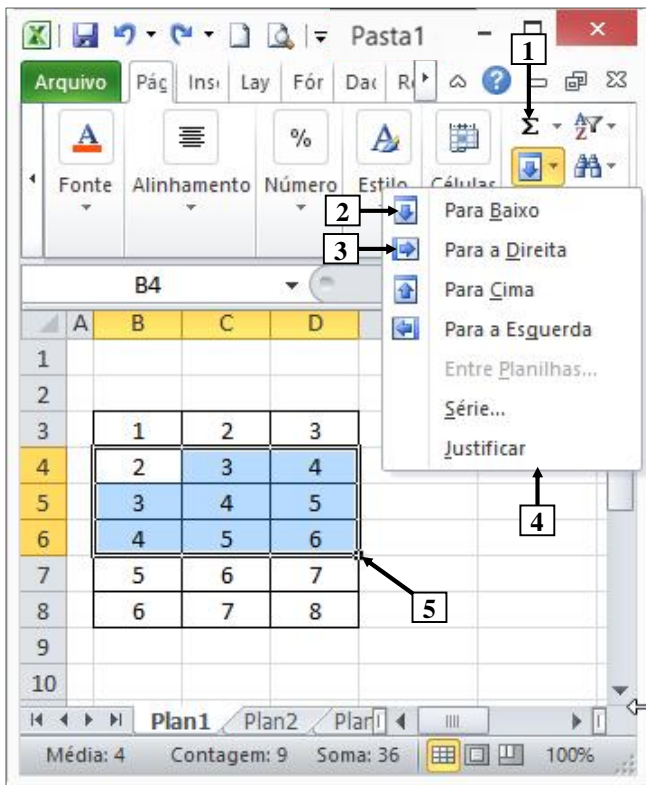 Pasta1
1
Arquivo Pág Inse Lay Fór Dac Re
A % A Σ A Z
Fonte Alinhamento Número Estilo Células
2 Para Baixo
3 Para a Direita
Para Cima
Para a Esquerda
Entre Planilhas...
Série...
Justificar
4
B4
A B C D
1
2
3 1 2 3
4 2 3 4
5 3 4 5
6 4 5 6
5
7 5 6 7
8 6 7 8
9
10
Plan1 Plan2 Plan
Média: 4 Contagem: 9 Soma: 36 100%